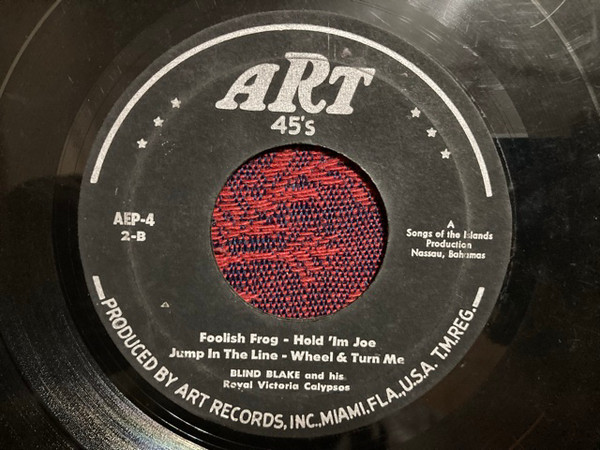 ART
45's
AEP-4
2-B
A
Songs of the Islands
Production
Nassau, Bahamas
Foolish Frog - Hold 'Im Joe
Jump In The Line - Wheel & Turn Me
BLIND BLAKE and his
Royal Victoria Calypsos
PRODUCED BY ART RECORDS, INC., MIAMI, FLA., U.S.A. T.M.REG.